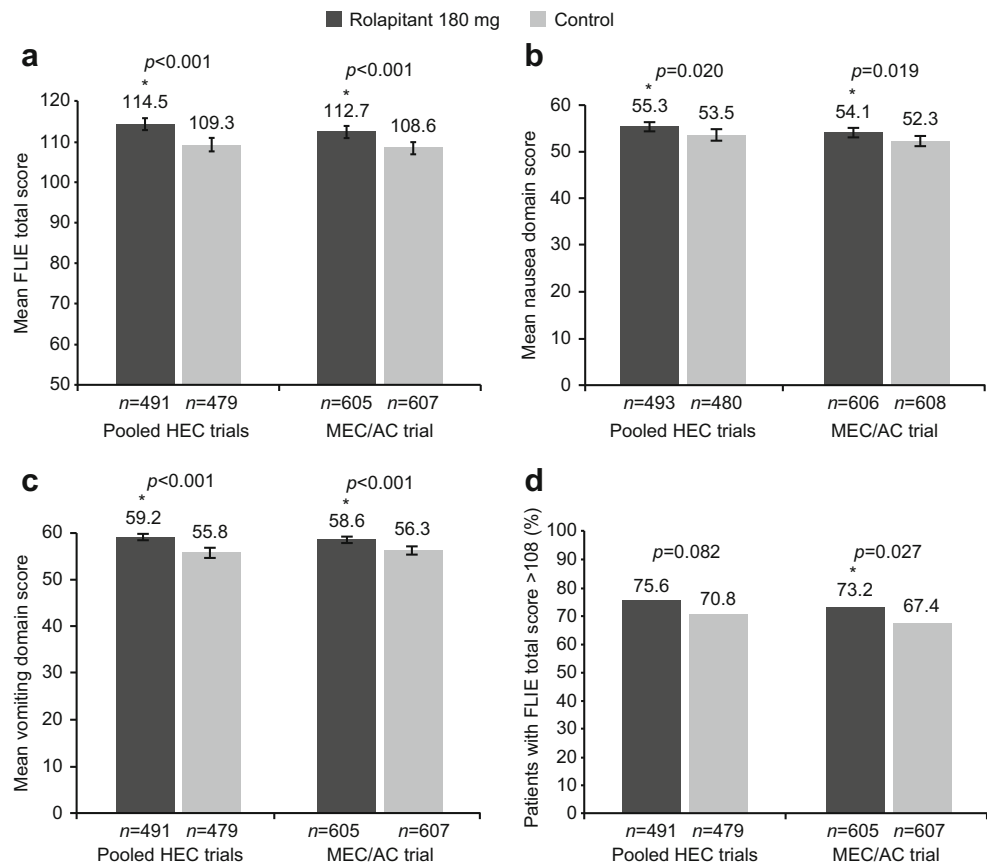 Rolapitant 180 mg Control
a
p<0.001 p<0.001
* *
114.5 109.3 112.7 108.6
Mean FLIE total score
120
110
100
90
80
70
60
50
n=491 n=479 n=605 n=607
Pooled HEC trials MEC/AC trial
b
p=0.020 p=0.019
* *
55.3 53.5 54.1 52.3
Mean nausea domain score
60
50
40
30
20
10
0
n=493 n=480 n=606 n=608
Pooled HEC trials MEC/AC trial
c
p<0.001 p<0.001
* *
59.2 55.8 58.6 56.3
Mean vomiting domain score
60
50
40
30
20
10
0
n=491 n=479 n=605 n=607
Pooled HEC trials MEC/AC trial
d
p=0.082 p=0.027
*
75.6 70.8 73.2 67.4
Patients with FLIE total score >108 (%)
100
90
80
70
60
50
40
30
20
10
0
n=491 n=479 n=605 n=607
Pooled HEC trials MEC/AC trial